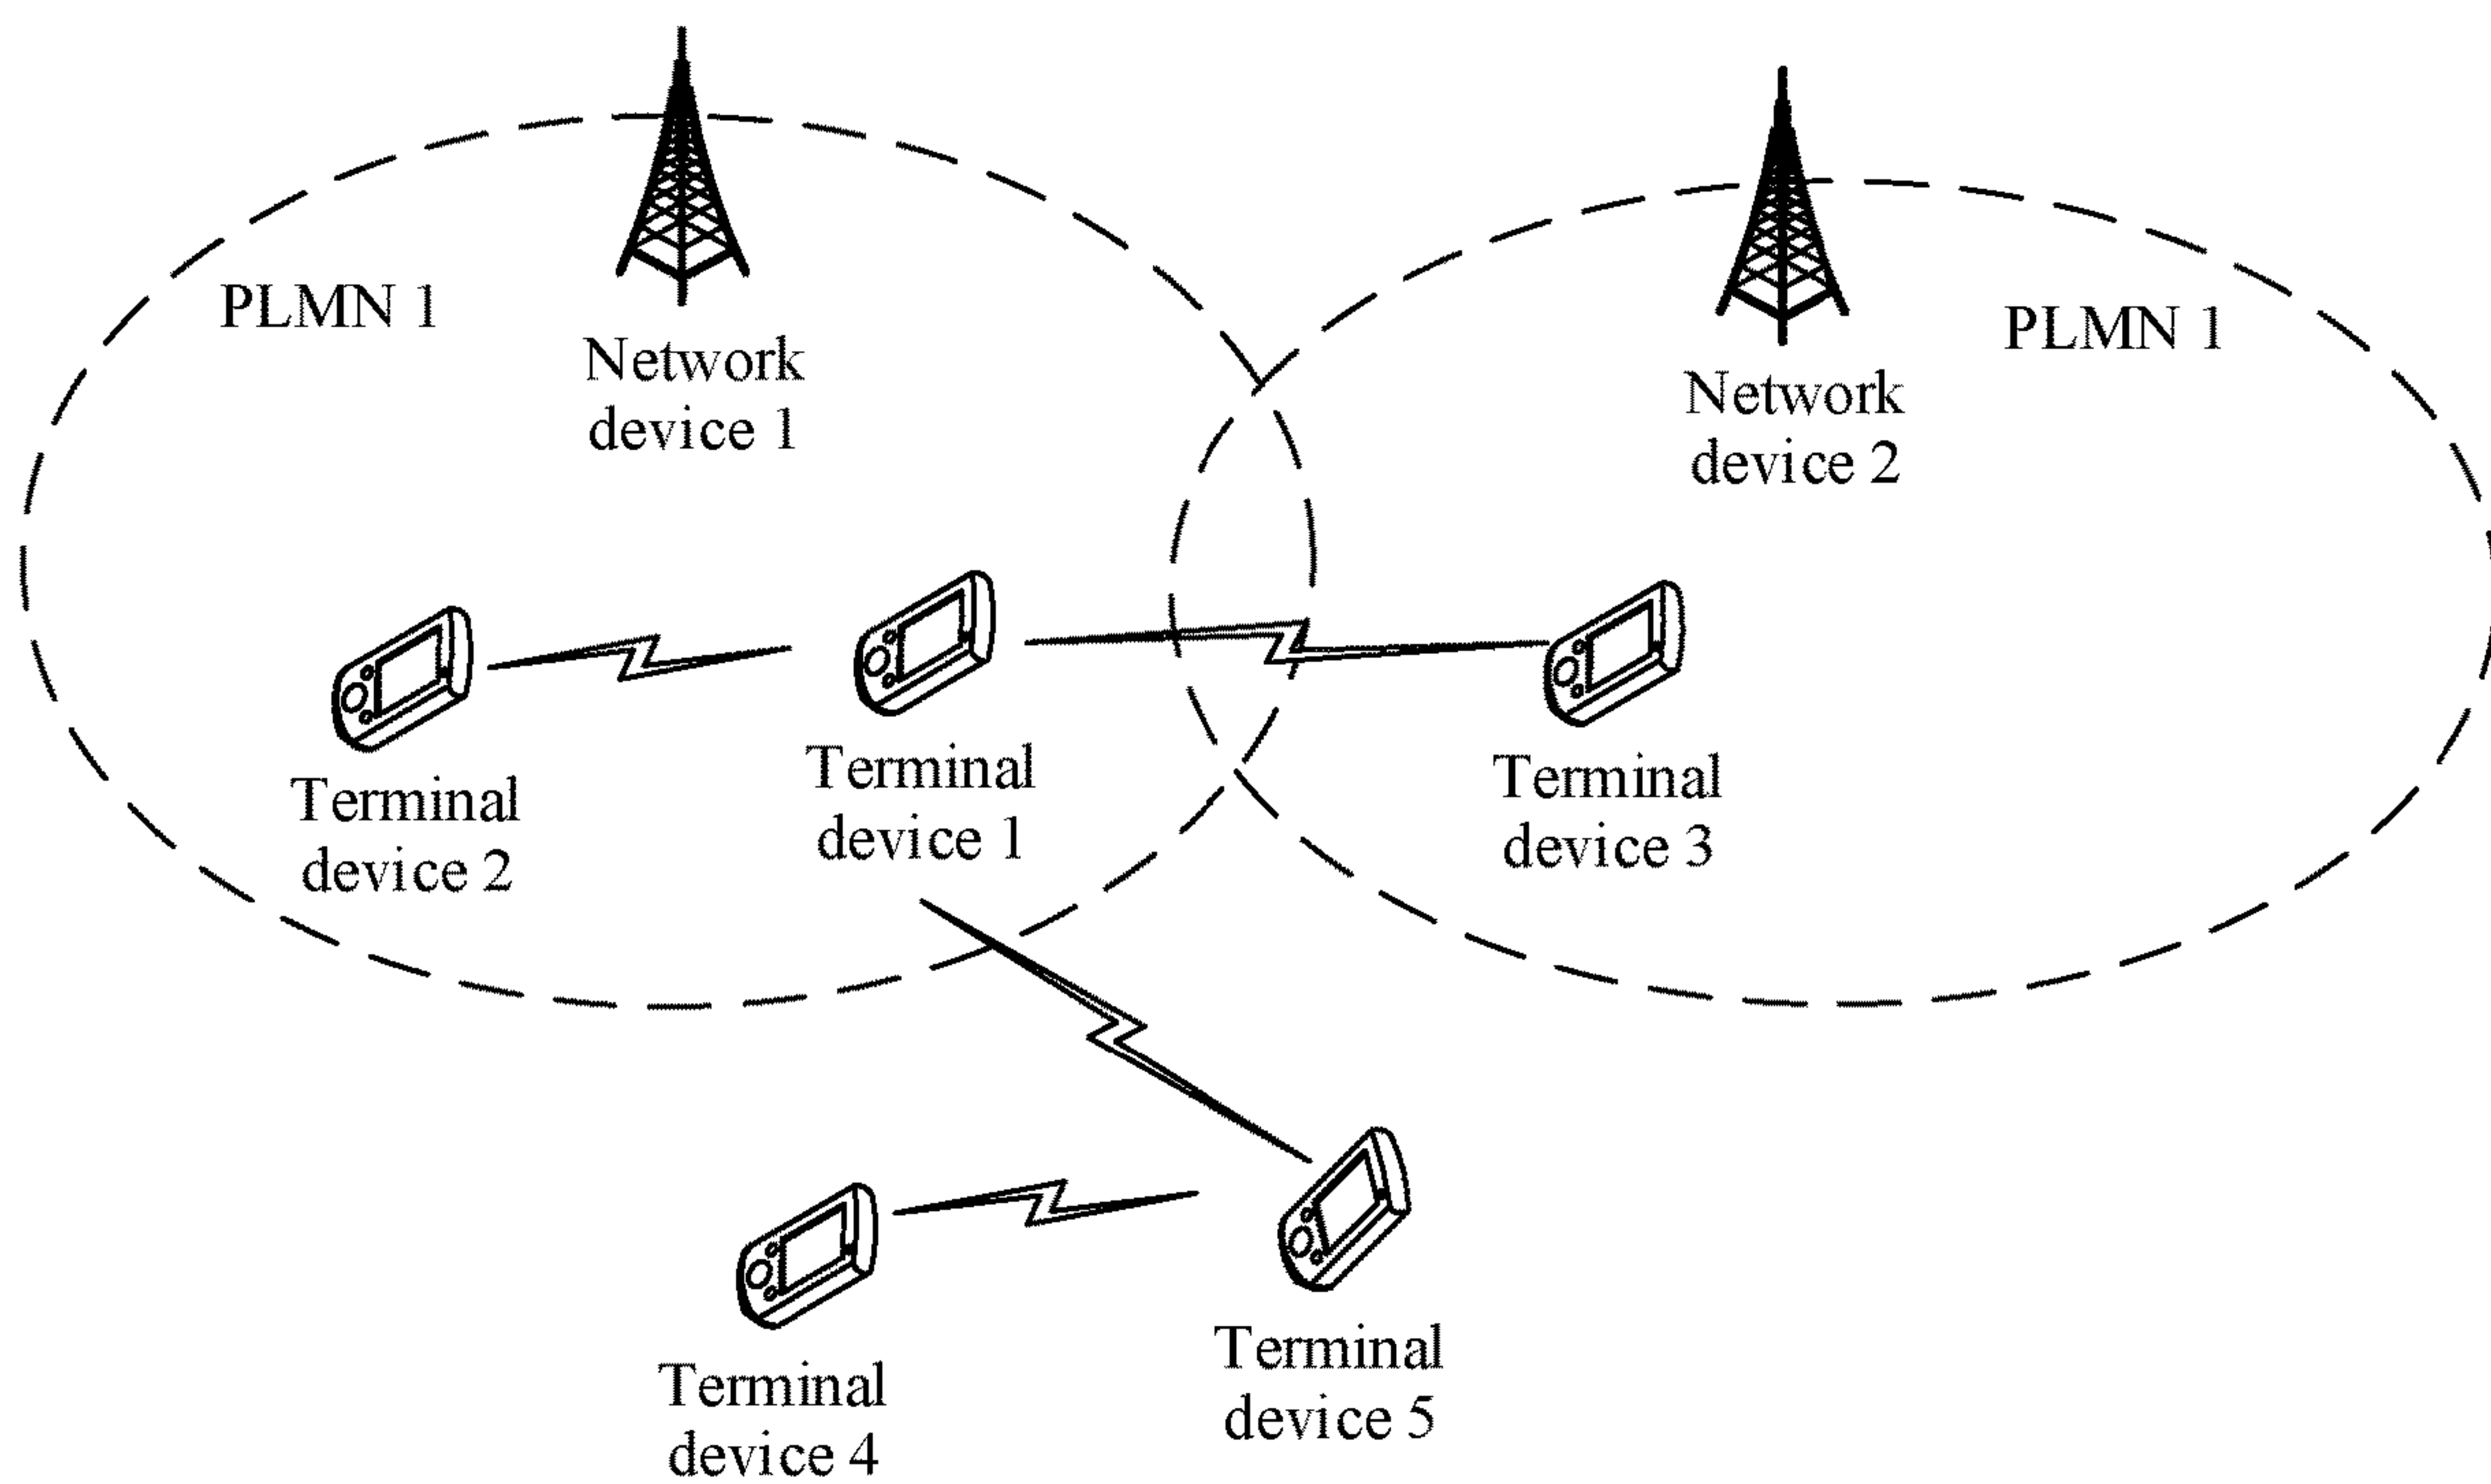 PLMN 1
Network
device 1
Network
device 2
PLMN 1
Terminal
device 2
Terminal
device 1
Terminal
device 3
Terminal
device 4
Terminal
device 5